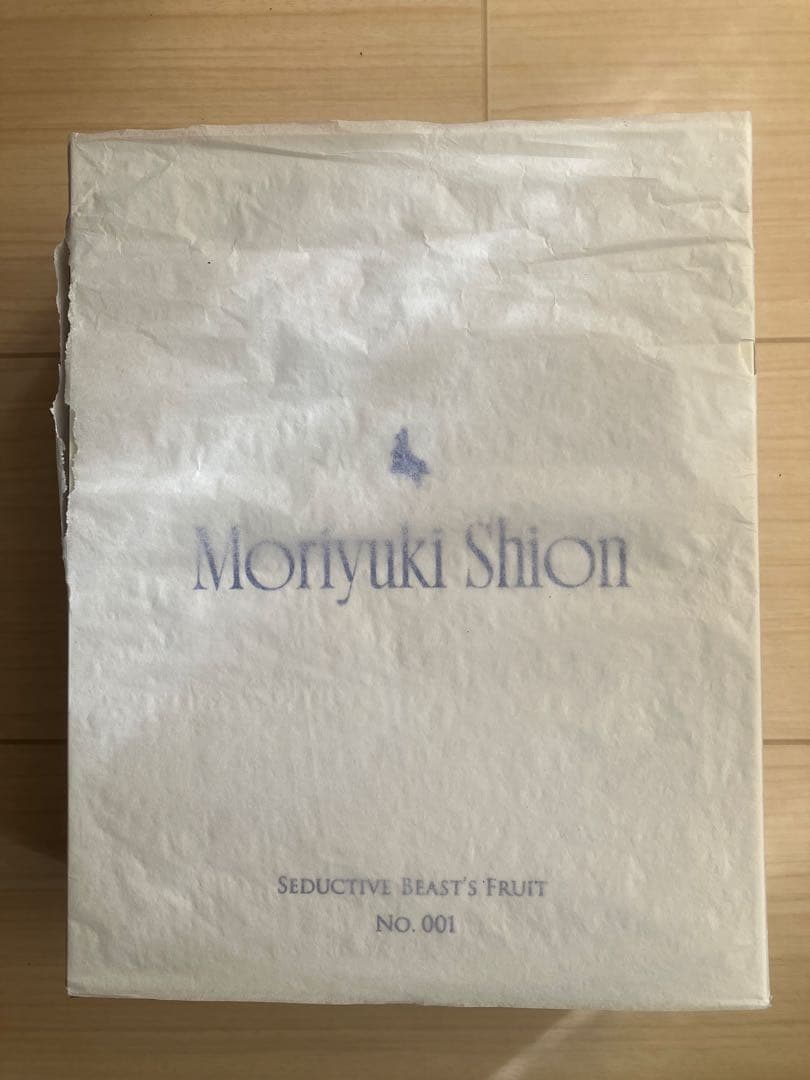 Moriyuki Shion
SEDUCTIVE BEAST'S FRUIT
NO. 001